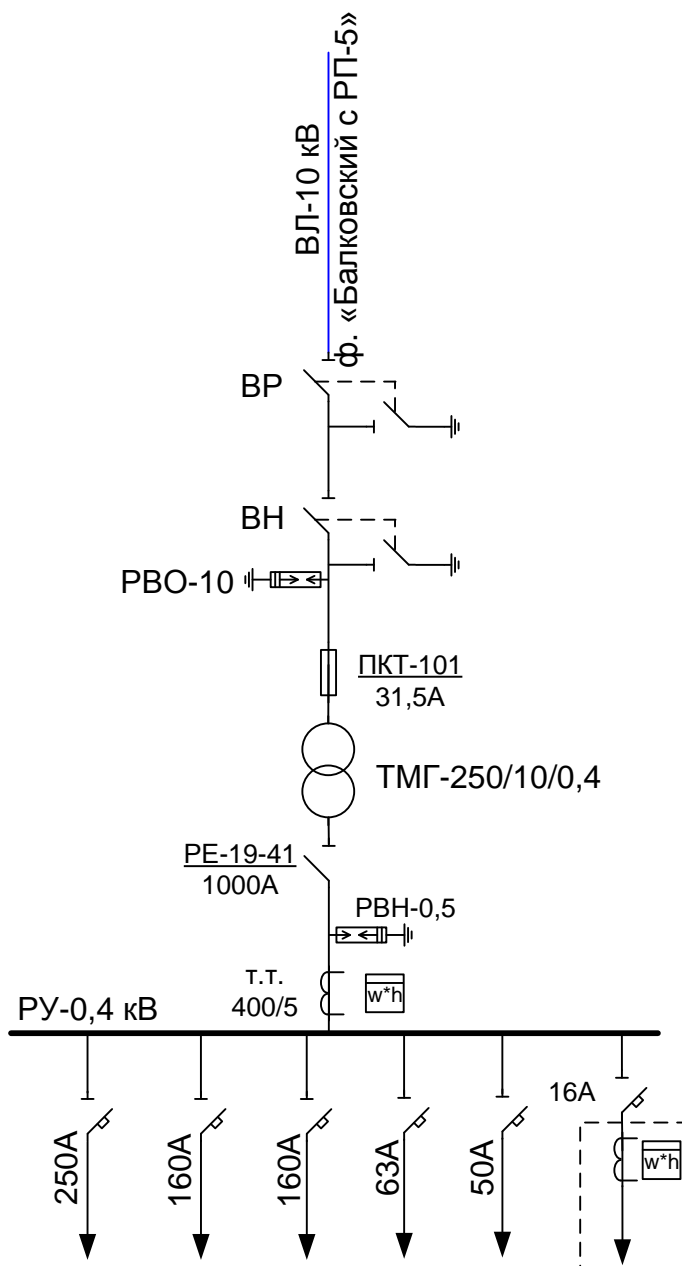 ВЛ-10 кВ
ф. «Балковский с РП-5»
ВР
ВН
РВО-10
ПКТ-101
31,5А
ТМГ-250/10/0,4
РЕ-19-41
1000А
РВН-0,5
т.т.
400/5
w*h
РУ-0,4 кВ
250А
160А
160А
63А
50А
16А
w*h